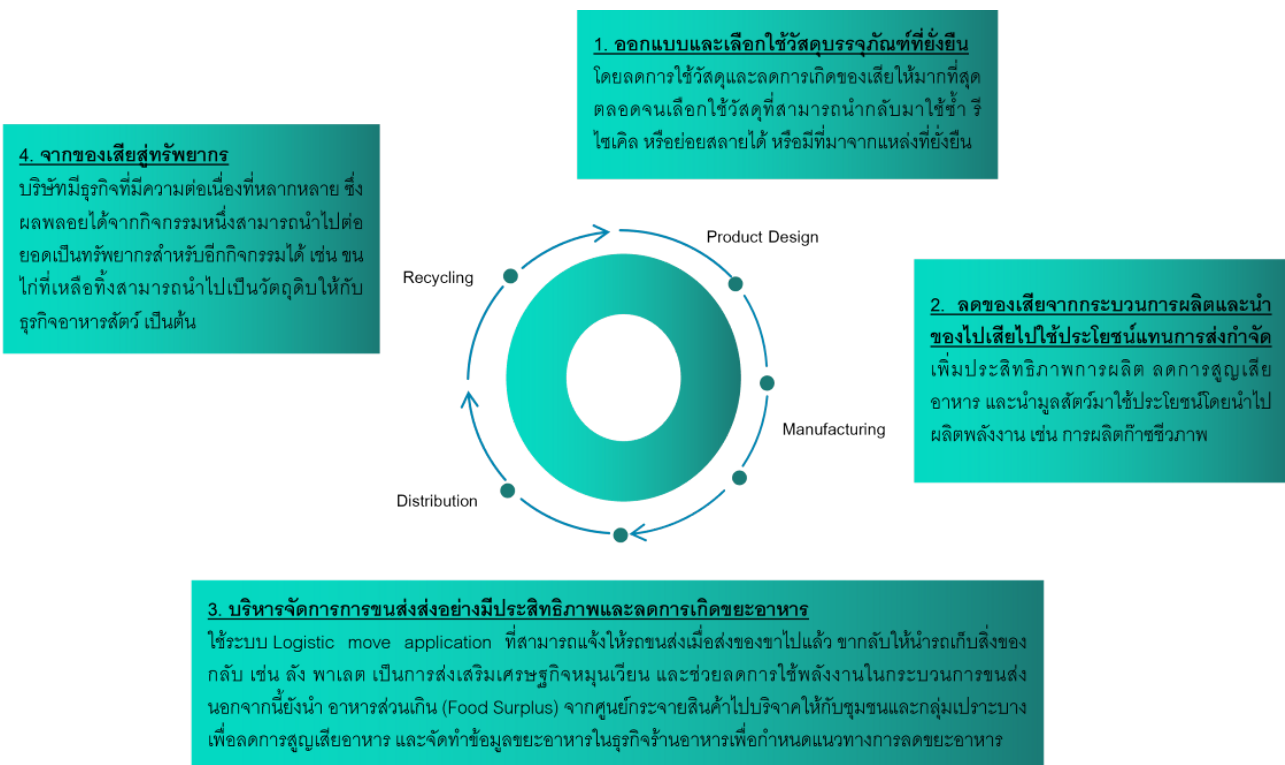 1. ออกแบบและเลือกใช้วัสดุบรรจุภัณฑ์ที่ยั่งยืน
โดยลดการใช้วัสดุและลดการเกิดของเสียให้มากที่สุด
ตลอดจนเลือกใช้วัสดุที่สามารถนำกลับมาใช้ซ้ำ รี
ไซเคิล หรือย่อยสลายได้ หรือมีที่มาจากแหล่งที่ยั่งยืน
4. จากของเสียสู่ทรัพยากร
บริษัทมีธุรกิจที่มีความต่อเนื่องที่หลากหลาย ซึ่ง
ผลพลอยได้จากกิจกรรมหนึ่งสามารถนำไปต่อ
ยอดเป็นทรัพยากรสำหรับอีกกิจกรรมได้ เช่น ขน
ไก่ที่เหลือทิ้งสามารถนำไปเป็นวัตถุดิบให้กับ
ธุรกิจอาหารสัตว์ เป็นต้น
Product Design
Recycling
2. ลดของเสียจากกระบวนการผลิตและนำ
ของไปเสียไปใช้ประโยชน์แทนการส่งกำจัด
เพิ่มประสิทธิภาพการผลิต ลดการสูญเสีย
อาหาร และนำมูลสัตว์มาใช้ประโยชน์โดยนำไป
ผลิตพลังงาน เช่น การผลิตก๊าซชีวภาพ
Manufacturing
Distribution
3. บริหารจัดการการขนส่งส่งอย่างมีประสิทธิภาพและลดการเกิดขยะอาหาร
ใช้ระบบ Logistic move application ที่สามารถแจ้งให้รถขนส่งเมื่อส่งของขาไปแล้ว ขากลับให้นำรถเก็บสิ่งของ
กลับ เช่น ลัง พาเลต เป็นการส่งเสริมเศรษฐกิจหมุนเวียน และช่วยลดการใช้พลังงานในกระบวนการขนส่ง
นอกจากนี้ยังนำ อาหารส่วนเกิน (Food Surplus) จากศูนย์กระจายสินค้าไปบริจาคให้กับชุมชนและกลุ่มเปราะบาง
เพื่อลดการสูญเสียอาหาร และจัดทำข้อมูลขยะอาหารในธุรกิจร้านอาหารเพื่อกำหนดแนวทางการลดขยะอาหาร